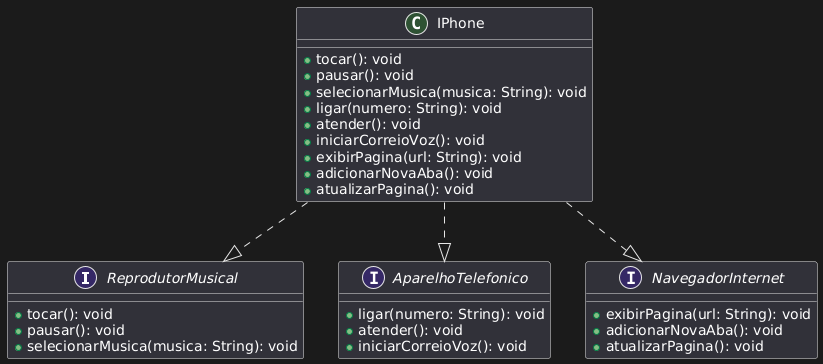 C IPhone
tocar(): void
pausar(): void
selecionarMusica(musica: String): void
ligar(numero: String): void
atender(): void
iniciarCorreioVoz(): void
exibirPagina(url: String): void
adicionarNovaAba(): void
atualizarPagina(): void
I ReprodutorMusical
tocar(): void
pausar(): void
selecionarMusica(musica: String): void
I AparelhoTelefonico
ligar(numero: String): void
atender(): void
iniciarCorreioVoz(): void
I NavegadorInternet
exibirPagina(url: String): void
adicionarNovaAba(): void
atualizarPagina(): void